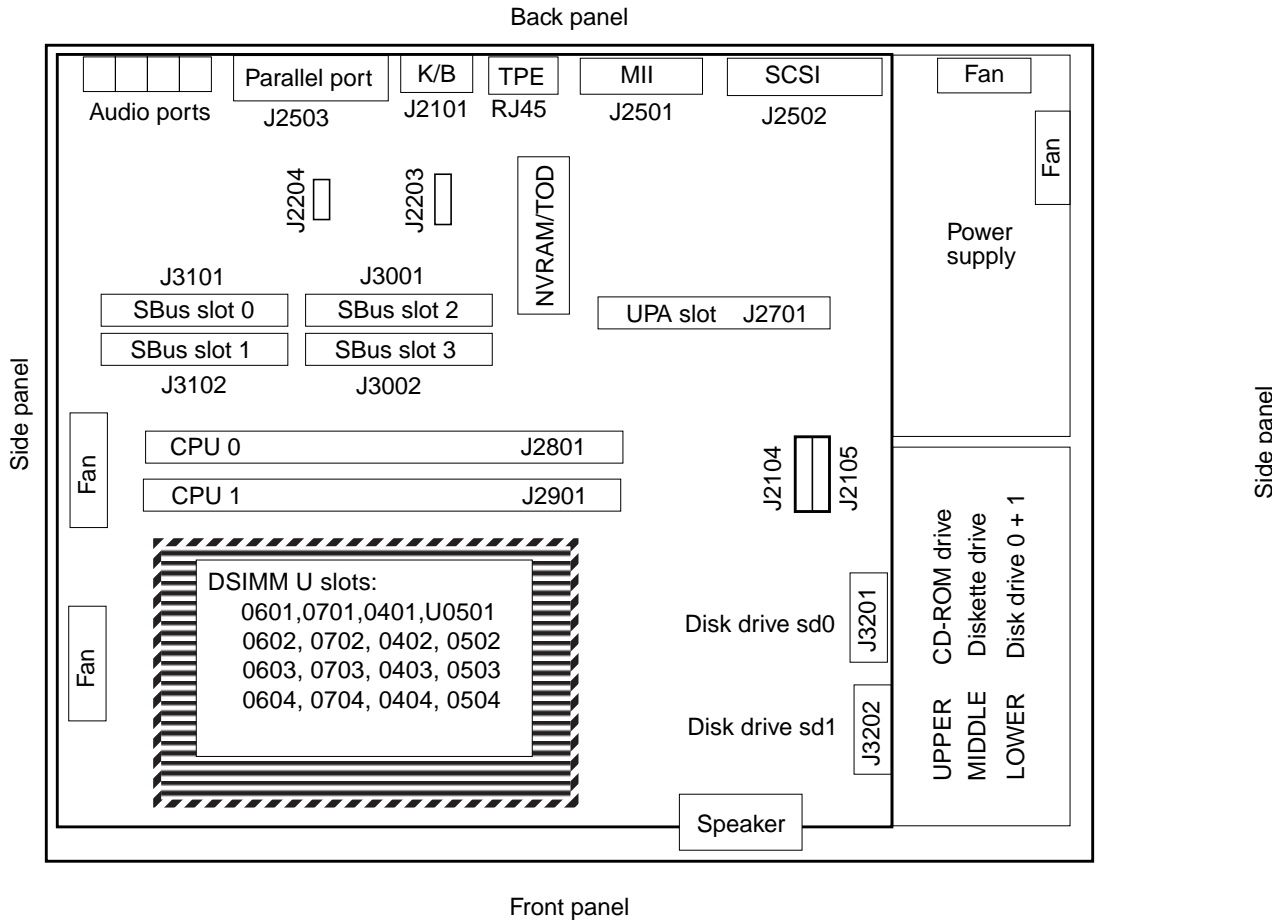 Back panel
Parallel port
K/B
TPE
MII
SCSI
Fan
Audio ports
J2503
J2101
RJ45
J2501
J2502
Fan
J2204
J2203
NVRAM/TOD
Power
supply
J3101
J3001
SBus slot 0
SBus slot 2
UPA slot J2701
SBus slot 1
SBus slot 3
J3102
J3002
Side panel
Side panel
Fan
CPU 0 J2801
CPU 1 J2901
J2104
J2105
DSIMM U slots:
0601,0701,0401,U0501
0602, 0702, 0402, 0502
0603, 0703, 0403, 0503
0604, 0704, 0404, 0504
Fan
Disk drive sd0
J3201
Disk drive sd1
J3202
UPPER CD-ROM drive
MIDDLE Diskette drive
LOWER Disk drive 0 + 1
Speaker
Front panel